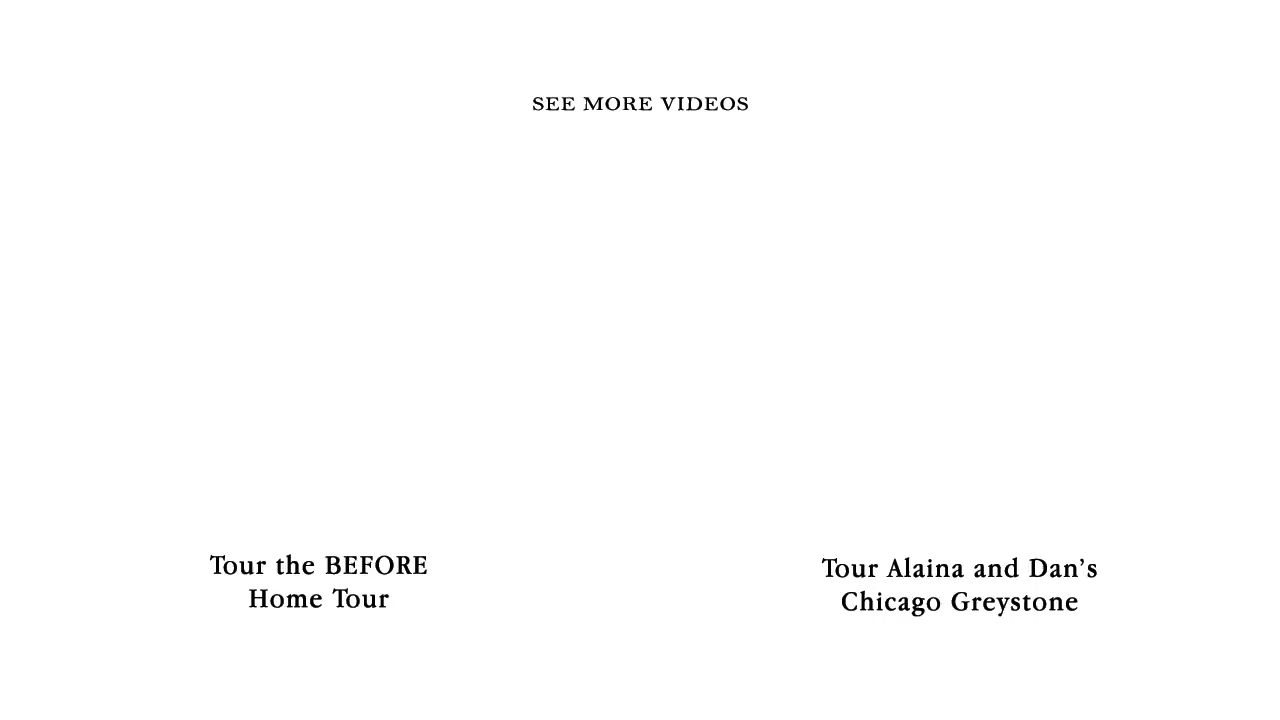 SEE MORE VIDEOS
Tour the BEFORE
Home Tour
Tour Alaina and Dan’s
Chicago Greystone